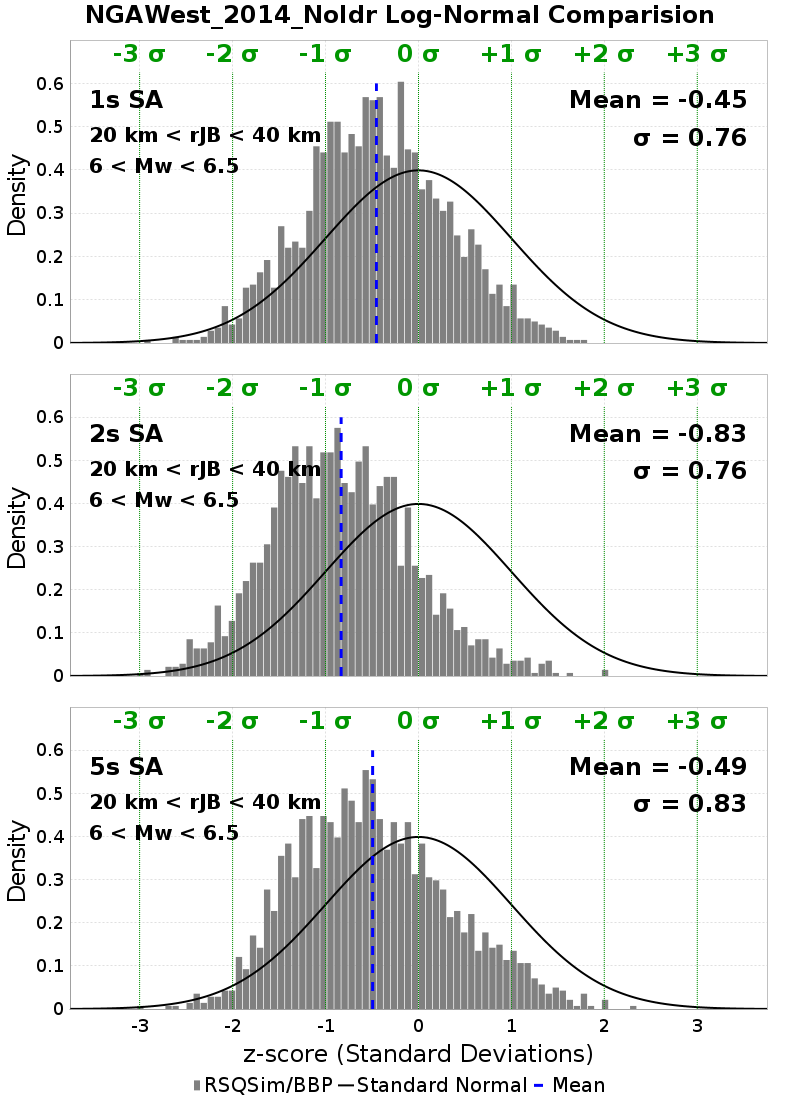 NGAWest_2014_NoIdr Log-Normal Comparision
-3 σ -2 σ -1 σ 0 σ +1 σ +2 σ +3 σ
0.6
0.5
0.4
0.3
0.2
0.1
0
Density
1s SA
20 km < rJB < 40 km
6 < Mw < 6.5
Mean = -0.45
σ = 0.76
-3 σ -2 σ -1 σ 0 σ +1 σ +2 σ +3 σ
0.6
0.5
0.4
0.3
0.2
0.1
0
Density
2s SA
20 km < rJB < 40 km
6 < Mw < 6.5
Mean = -0.83
σ = 0.76
-3 σ -2 σ -1 σ 0 σ +1 σ +2 σ +3 σ
0.6
0.5
0.4
0.3
0.2
0.1
0
Density
5s SA
20 km < rJB < 40 km
6 < Mw < 6.5
Mean = -0.49
σ = 0.83
-3 -2 -1 0 1 2 3
z-score (Standard Deviations)
RSQSim/BBP Standard Normal Mean